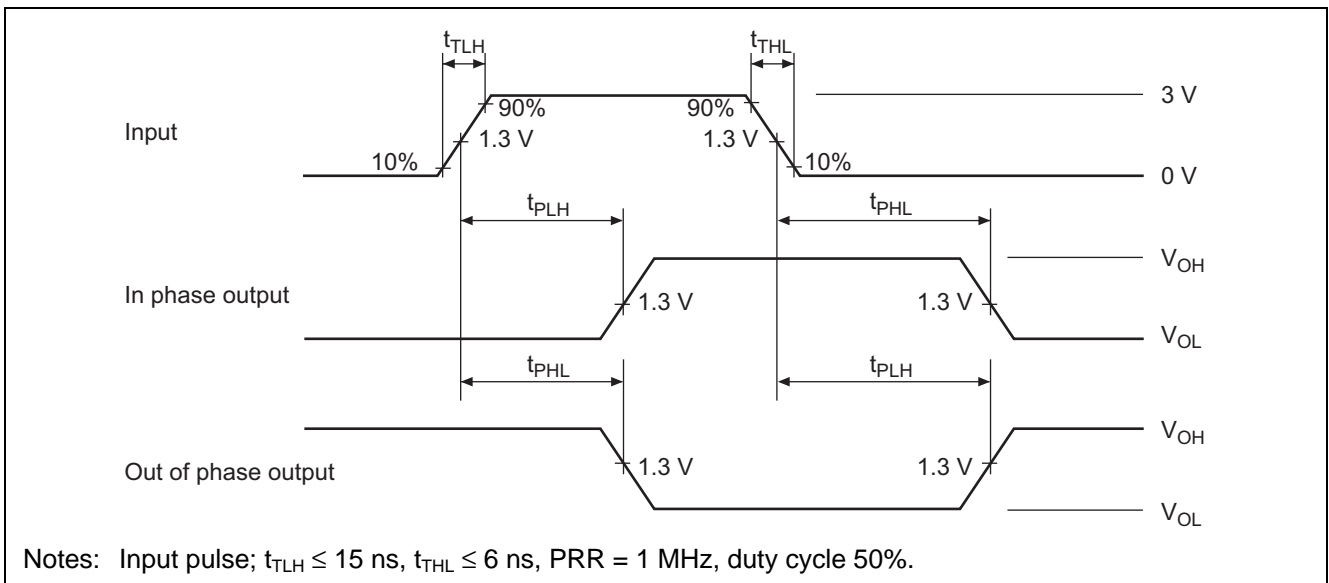 t_TLH t_THL
90% 90% 3 V
Input 1.3 V 1.3 V
10% 10% 0 V
t_PLH t_PHL
V_OH
In phase output 1.3 V 1.3 V
V_OL
t_PHL t_PLH
V_OH
Out of phase output 1.3 V 1.3 V
V_OL
Notes: Input pulse; t_TLH ≤ 15 ns, t_THL ≤ 6 ns, PRR = 1 MHz, duty cycle 50%.